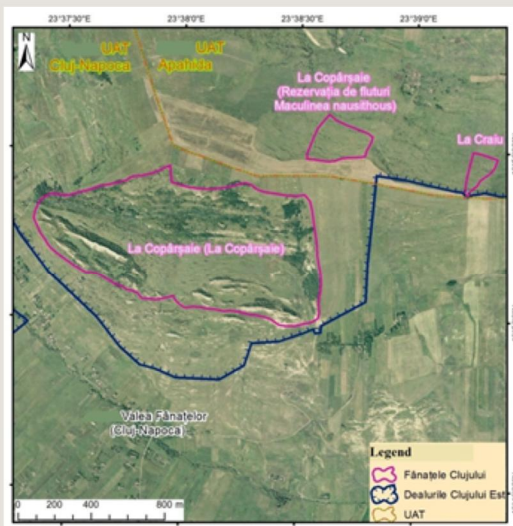 23°37'30"E 23°38'0"E 23°38'30"E 23°39'0"E
N
UAT UAT
Cluj-Napoca Apahida
La Copârșaie
(Rezervația de fluturi
Maculinea nausithous)
La Craiu
La Copârșaie (La Copârșaie)
Valea Fânațelor
(Cluj-Napoca)
Legend
Fânațele Clujului
Dealurile Clujului Est
UAT
0 200 400 800 m